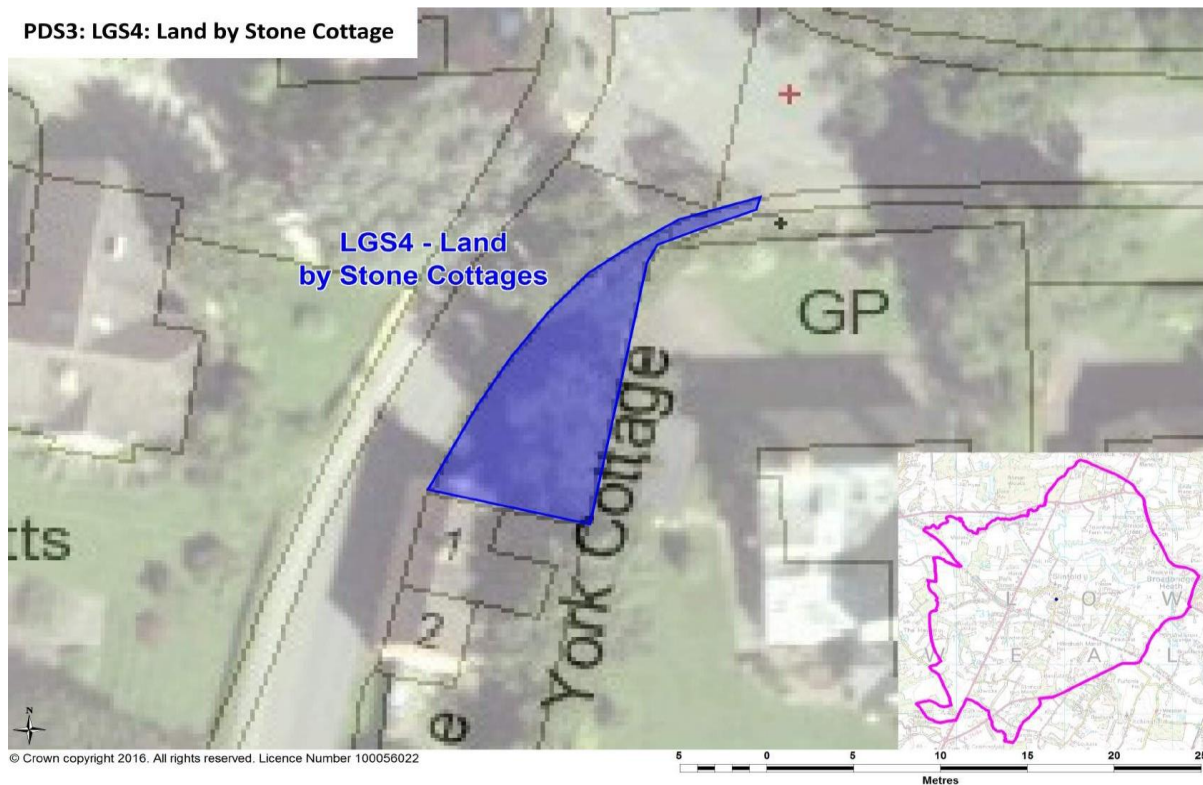 PDS3: LGS4: Land by Stone Cottage
LGS4 - Land
by Stone Cottages
GP
York Cottage
tts
1
2
e
L O W
W E A L
N
© Crown copyright 2016. All rights reserved. Licence Number 100056022
5 0 5 10 15 20 25
Metres